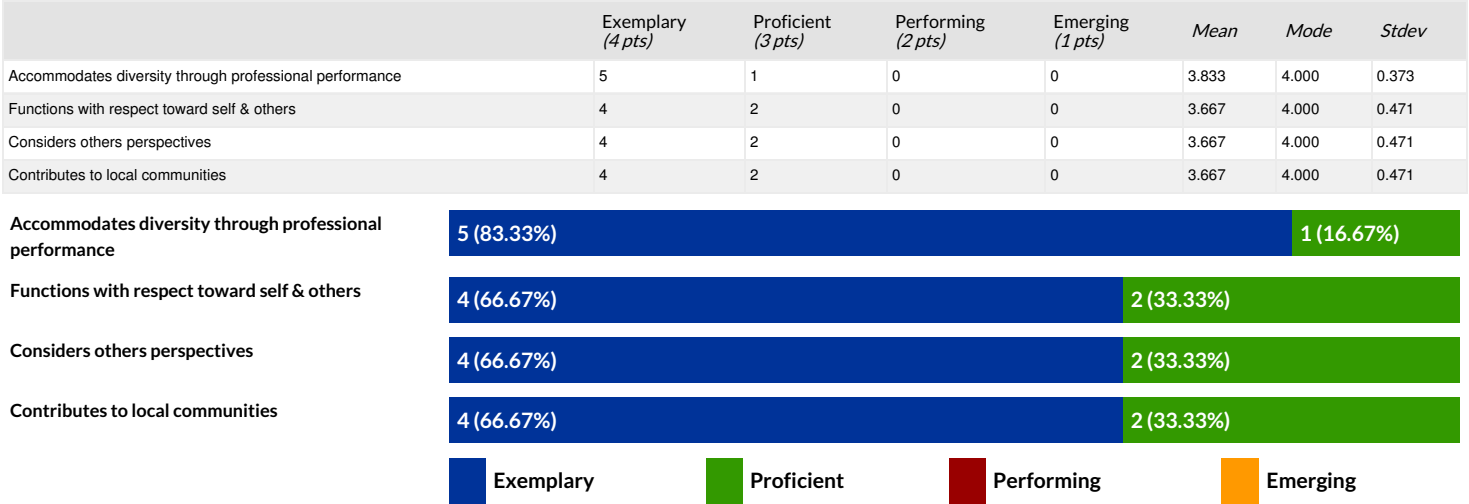 Exemplary Proficient Performing Emerging Mean Mode Stdev
(4 pts) (3 pts) (2 pts) (1 pts)
Accommodates diversity through professional performance 5 1 0 0 3.833 4.000 0.373
Functions with respect toward self & others 4 2 0 0 3.667 4.000 0.471
Considers others perspectives 4 2 0 0 3.667 4.000 0.471
Contributes to local communities 4 2 0 0 3.667 4.000 0.471
Accommodates diversity through professional
performance
5 (83.33%) 1 (16.67%)
Functions with respect toward self & others 4 (66.67%) 2 (33.33%)
Considers others perspectives 4 (66.67%) 2 (33.33%)
Contributes to local communities 4 (66.67%) 2 (33.33%)
Exemplary Proficient Performing Emerging